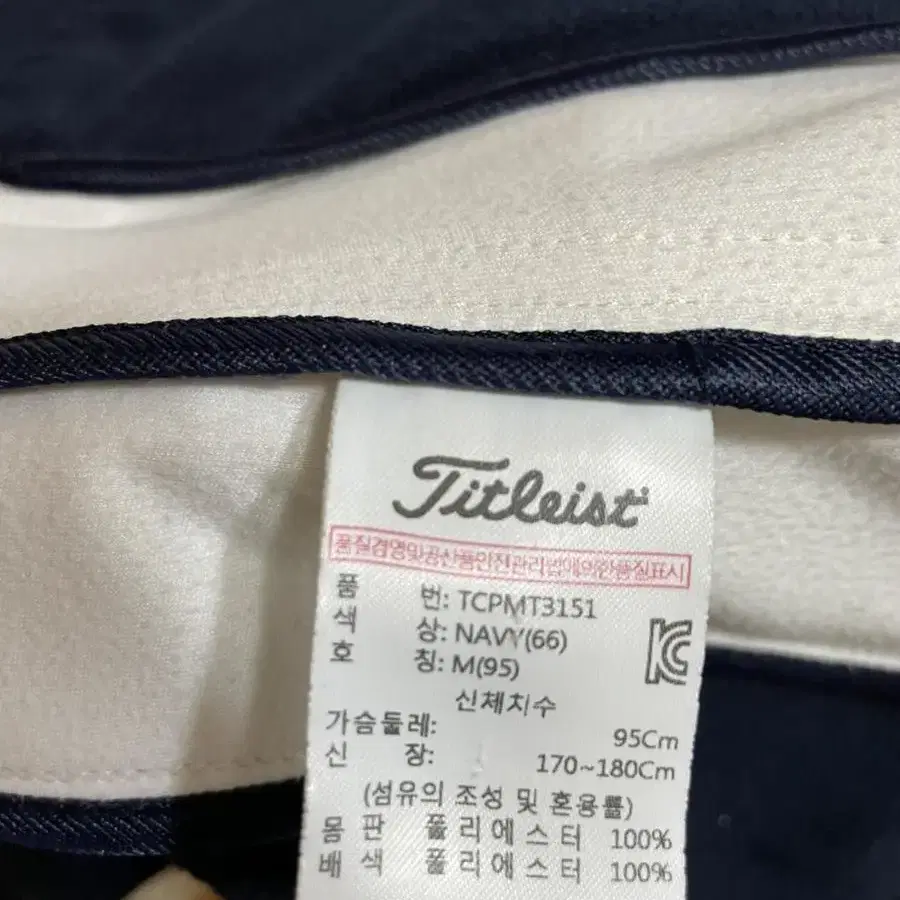 Titleist
품질경영및공산품안전관리법에의한품질표시
품 번: TCPMT3151
색 상: NAVY(66)
호 칭: M(95)
신체치수
가슴둘레: 95Cm
신 장: 170~180Cm
(섬유의 조성 및 혼용률)
몸 판 폴리에스터 100%
배 색 폴리에스터 100%